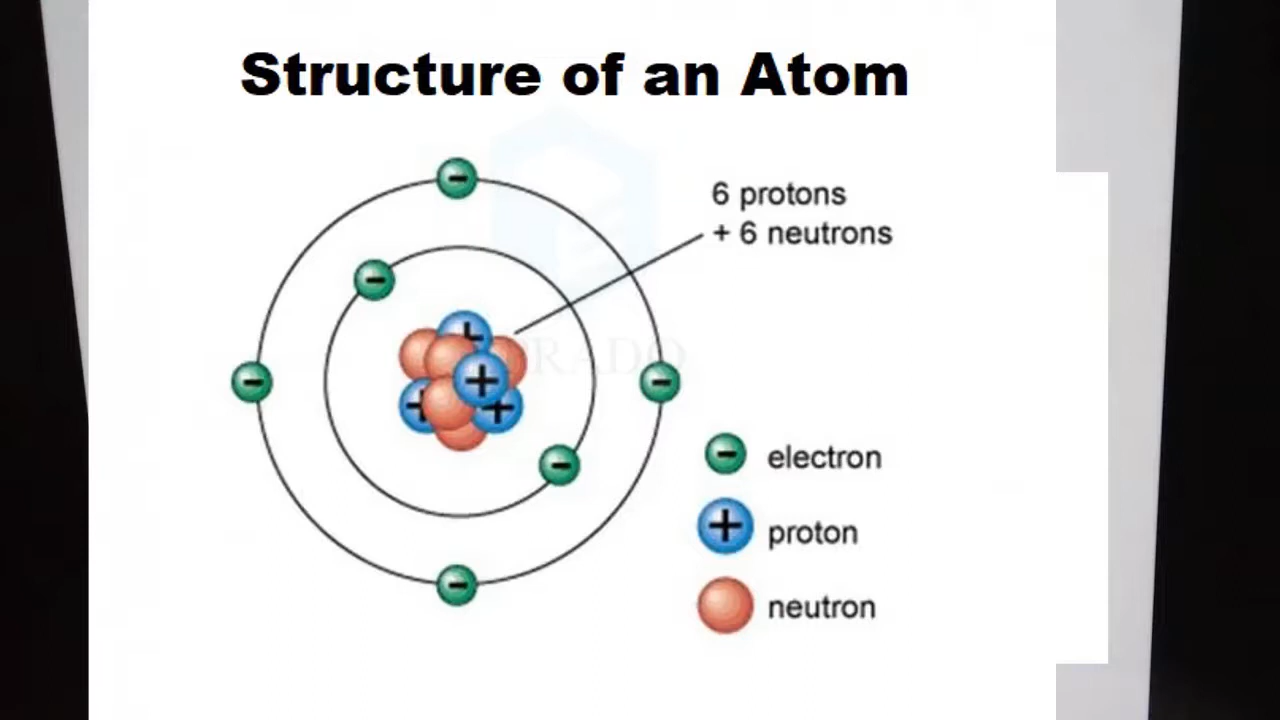 Structure of an Atom
6 protons
+ 6 neutrons
electron
proton
neutron